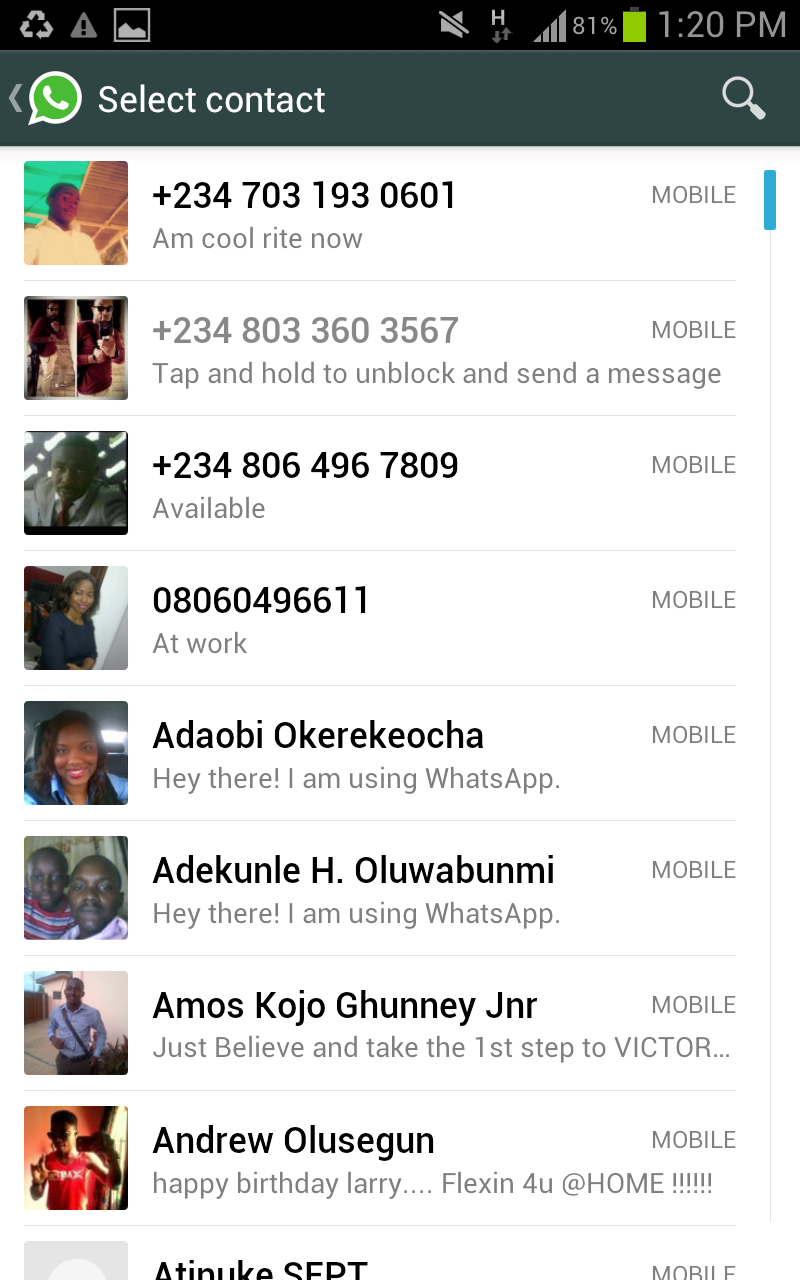 H
81%
1:20 PM
Select contact
+234 703 193 0601
MOBILE
Am cool rite now
+234 803 360 3567
MOBILE
Tap and hold to unblock and send a message
+234 806 496 7809
MOBILE
Available
08060496611
MOBILE
At work
Adaobi Okerekeocha
MOBILE
Hey there! I am using WhatsApp.
Adekunle H. Oluwabunmi
MOBILE
Hey there! I am using WhatsApp.
Amos Kojo Ghunney Jnr
MOBILE
Just Believe and take the 1st step to VICTOR...
Andrew Olusegun
MOBILE
happy birthday larry.... Flexin 4u @HOME !!!!!!
Atinuke SEPT
MOBILE